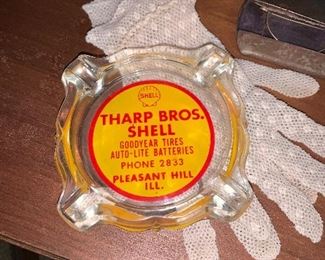 SHELL
THARP BROS.
SHELL
GOODYEAR TIRES
AUTO-LITE BATTERIES
PHONE 2833
PLEASANT HILL
ILL.